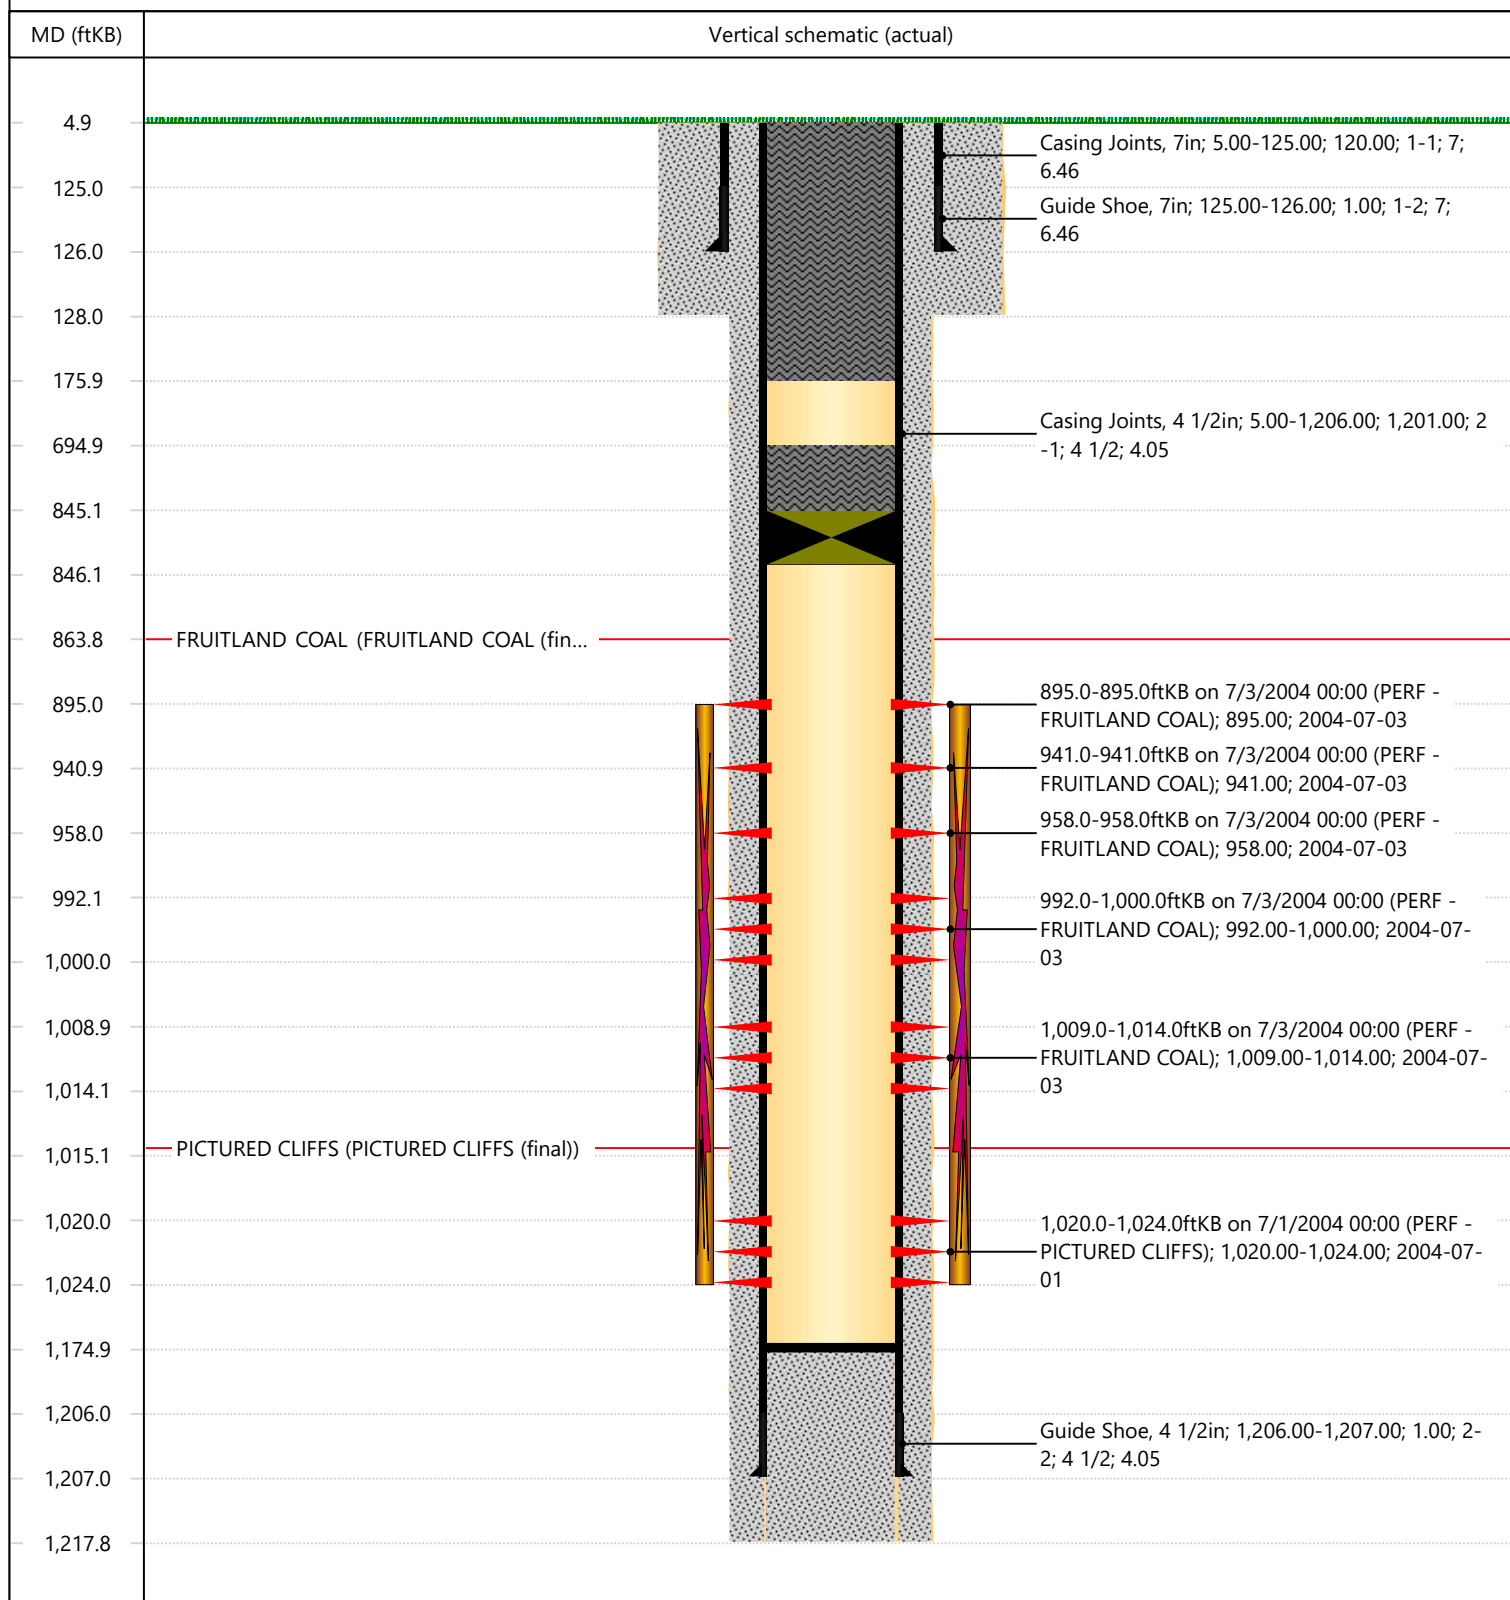 MD (ftKB)
Vertical schematic (actual)
4.9
Casing Joints, 7in; 5.00-125.00; 120.00; 1-1; 7;
6.46
125.0
Guide Shoe, 7in; 125.00-126.00; 1.00; 1-2; 7;
6.46
126.0
128.0
175.9
Casing Joints, 4 1/2in; 5.00-1,206.00; 1,201.00; 2
-1; 4 1/2; 4.05
694.9
845.1
846.1
863.8
FRUITLAND COAL (FRUITLAND COAL (fin...
895.0
895.0-895.0ftKB on 7/3/2004 00:00 (PERF -
FRUITLAND COAL); 895.00; 2004-07-03
940.9
941.0-941.0ftKB on 7/3/2004 00:00 (PERF -
FRUITLAND COAL); 941.00; 2004-07-03
958.0
958.0-958.0ftKB on 7/3/2004 00:00 (PERF -
FRUITLAND COAL); 958.00; 2004-07-03
992.1
992.0-1,000.0ftKB on 7/3/2004 00:00 (PERF -
FRUITLAND COAL); 992.00-1,000.00; 2004-07-
03
1,000.0
1,008.9
1,009.0-1,014.0ftKB on 7/3/2004 00:00 (PERF -
FRUITLAND COAL); 1,009.00-1,014.00; 2004-07-
03
1,014.1
PICTURED CLIFFS (PICTURED CLIFFS (final))
1,015.1
1,020.0
1,020.0-1,024.0ftKB on 7/1/2004 00:00 (PERF -
PICTURED CLIFFS); 1,020.00-1,024.00; 2004-07-
01
1,024.0
1,174.9
1,206.0
Guide Shoe, 4 1/2in; 1,206.00-1,207.00; 1.00; 2-
2; 4 1/2; 4.05
1,207.0
1,217.8